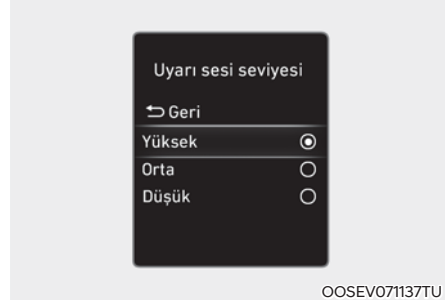 Uyarı sesi seviyesi
Geri
Yüksek
Orta
Düşük
OOSEV071137TU